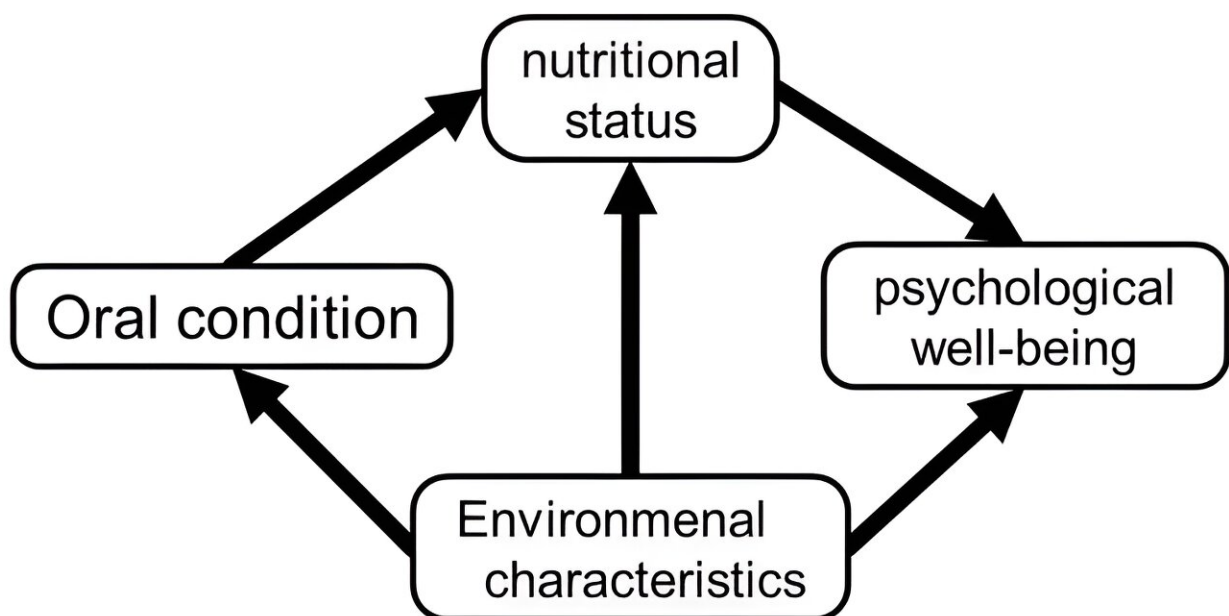 nutritional
status
Oral condition
psychological
well-being
Environmenal
characteristics